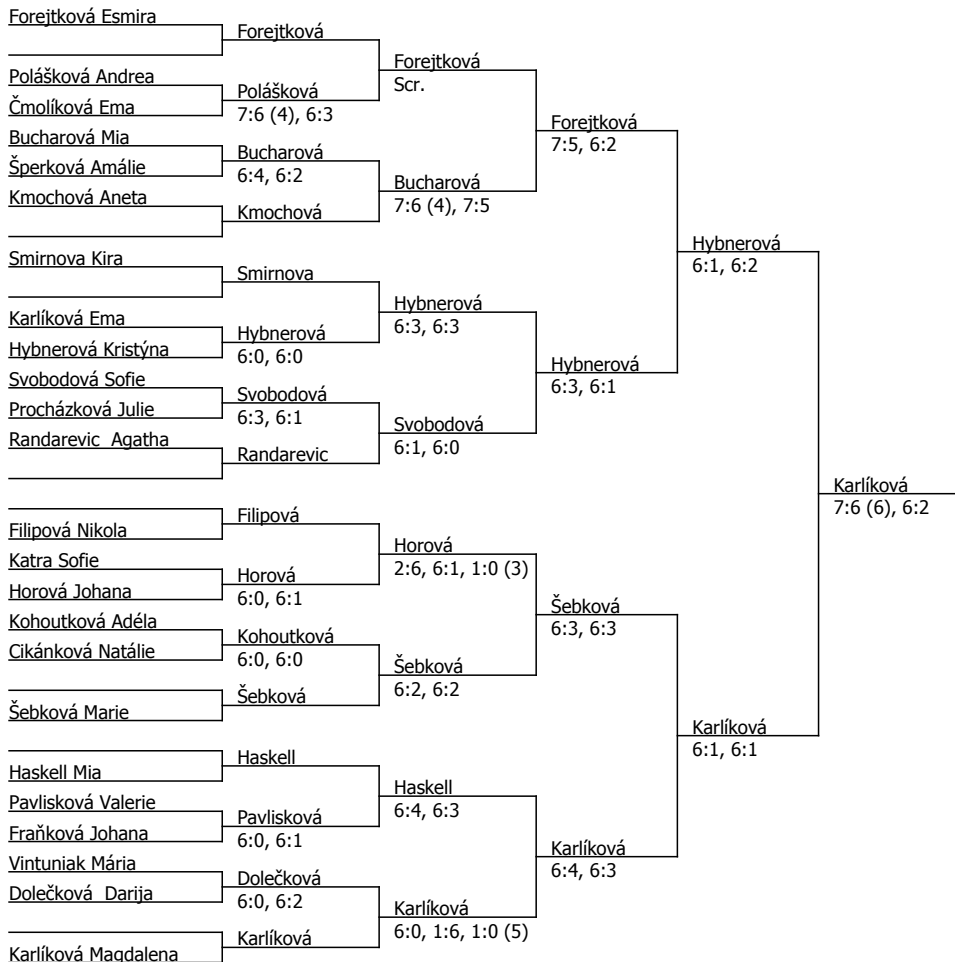 Forejtková Esmira
Forejtková
Forejtková
Scr.
Polášková Andrea
Polášková
7:6 (4), 6:3
Čmolíková Ema
Forejtková
7:5, 6:2
Bucharová Mia
Bucharová
6:4, 6:2
Šperková Amálie
Bucharová
7:6 (4), 7:5
Kmochová Aneta
Kmochová
Hybnerová
6:1, 6:2
Smirnova Kira
Smirnova
Hybnerová
6:3, 6:3
Karlíková Ema
Hybnerová
6:0, 6:0
Hybnerová Kristýna
Hybnerová
6:3, 6:1
Svobodová Sofie
Svobodová
6:3, 6:1
Procházková Julie
Svobodová
6:1, 6:0
Randarevic  Agatha
Randarevic
Karlíková
7:6 (6), 6:2
Filipová
Filipová Nikola
Horová
2:6, 6:1, 1:0 (3)
Katra Sofie
Horová
6:0, 6:1
Horová Johana
Šebková
6:3, 6:3
Kohoutková Adéla
Kohoutková
6:0, 6:0
Cikánková Natálie
Šebková
6:2, 6:2
Šebková
Šebková Marie
Karlíková
6:1, 6:1
Haskell
Haskell Mia
Haskell
6:4, 6:3
Pavlisková Valerie
Pavlisková
6:0, 6:1
Fraňková Johana
Karlíková
6:4, 6:3
Vintuniak Mária
Dolečková
6:0, 6:2
Dolečková  Darija
Karlíková
6:0, 1:6, 1:0 (5)
Karlíková
Karlíková Magdalena